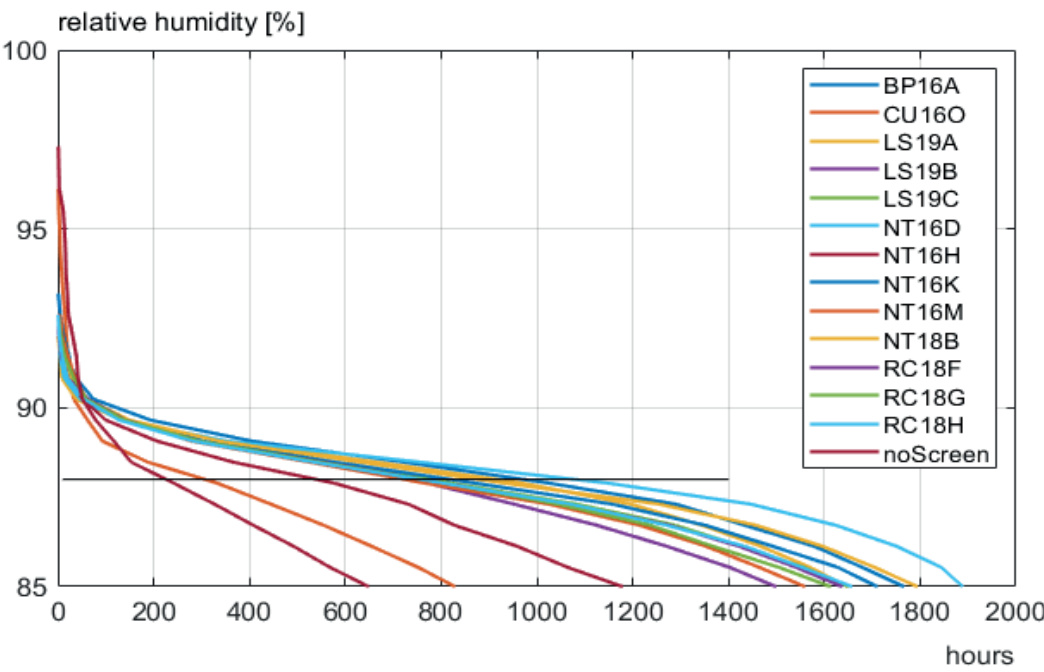 relative humidity [%]
100
95
90
85
0 200 400 600 800 1000 1200 1400 1600 1800 2000
hours
BP16A
CU16O
LS19A
LS19B
LS19C
NT16D
NT16H
NT16K
NT16M
NT18B
RC18F
RC18G
RC18H
noScreen